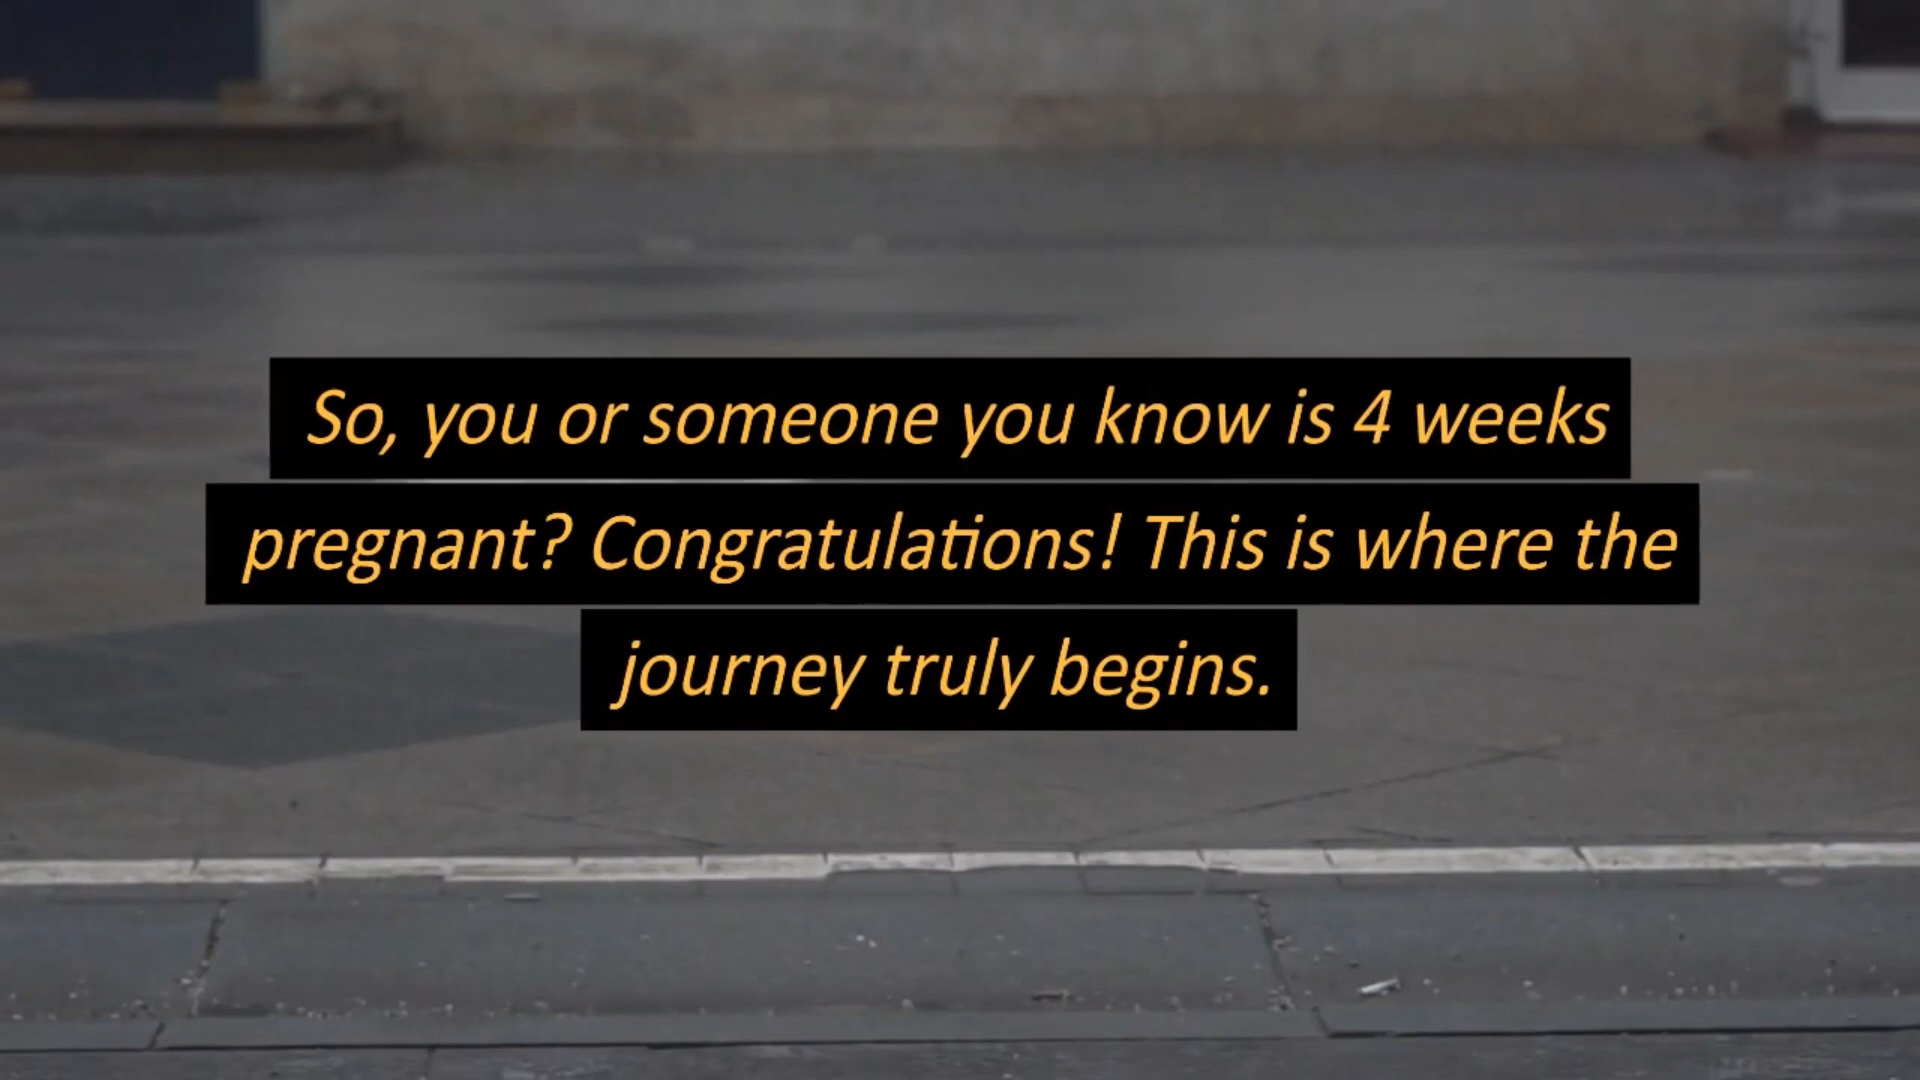 So, you or someone you know is 4 weeks
pregnant? Congratulations! This is where the
journey truly begins.